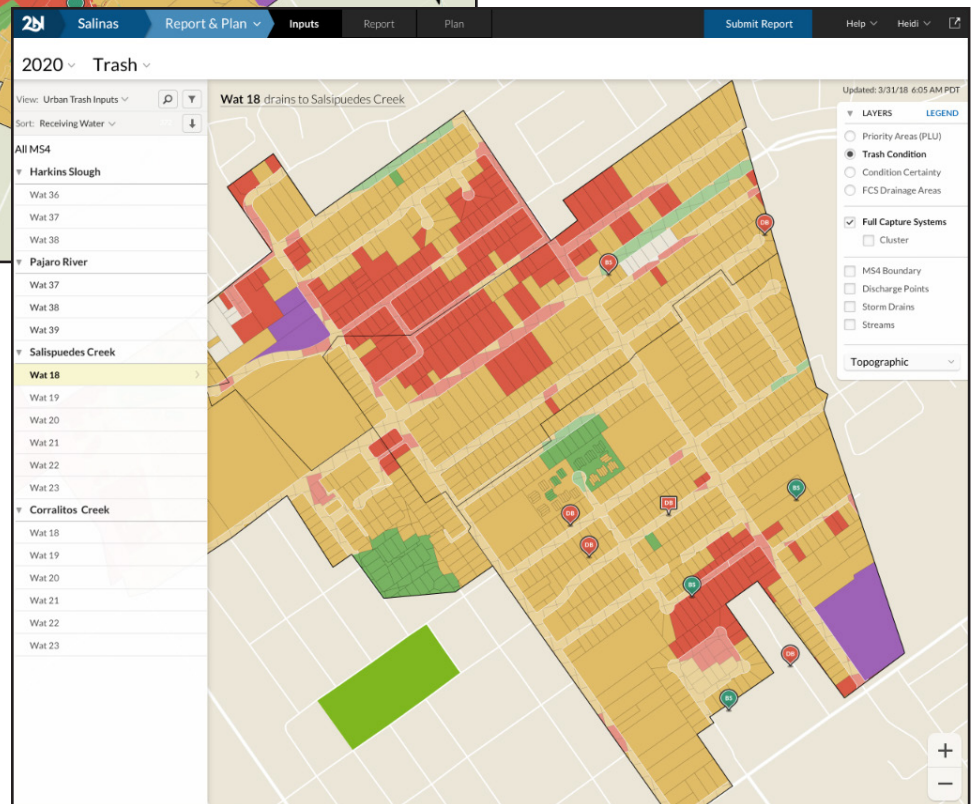 2N Salinas Report & Plan Inputs Report Plan Submit Report Help Heidi
2020 Trash
View: Urban Trash Inputs
Sort: Receiving Water
All MS4
Harkins Slough
Wat 36
Wat 37
Wat 38
Pajaro River
Wat 37
Wat 38
Wat 39
Salispuedes Creek
Wat 18
Wat 19
Wat 20
Wat 21
Wat 22
Wat 23
Corralitos Creek
Wat 18
Wat 19
Wat 20
Wat 21
Wat 22
Wat 23
Wat 18 drains to Salsipuedes Creek
Updated: 3/31/18 6:05 AM PDT
LAYERS LEGEND
Priority Areas (PLU)
Trash Condition
Condition Certainty
FCS Drainage Areas
Full Capture Systems
Cluster
MS4 Boundary
Discharge Points
Storm Drains
Streams
Topographic
DB
BS
BS
DB
DB
DB
BS
DB
BS
+
−